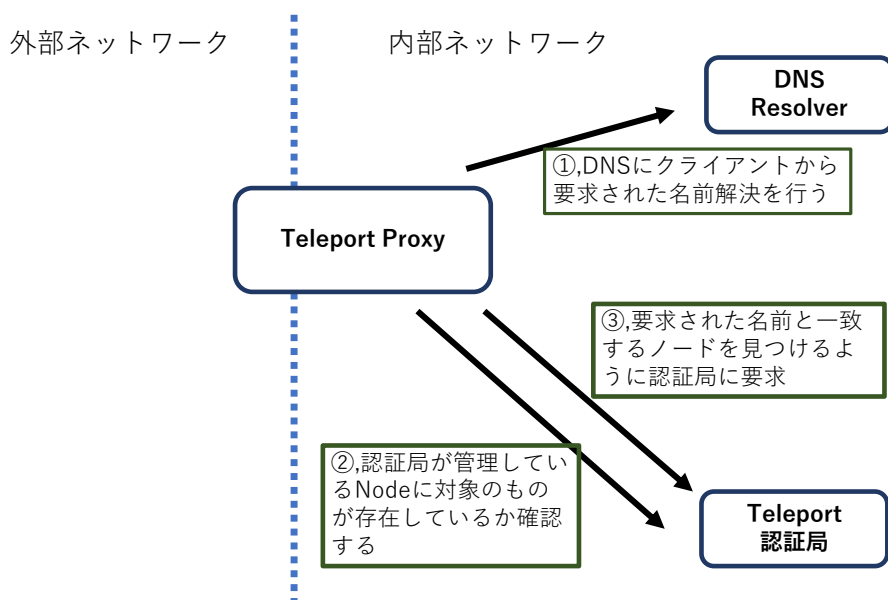 外部ネットワーク
内部ネットワーク
DNS
Resolver
①,DNSにクライアントから
要求された名前解決を行う
Teleport Proxy
③,要求された名前と一致
するノードを見つけるよ
うに認証局に要求
②,認証局が管理してい
るNodeに対象のもの
が存在しているか確認
する
Teleport
認証局